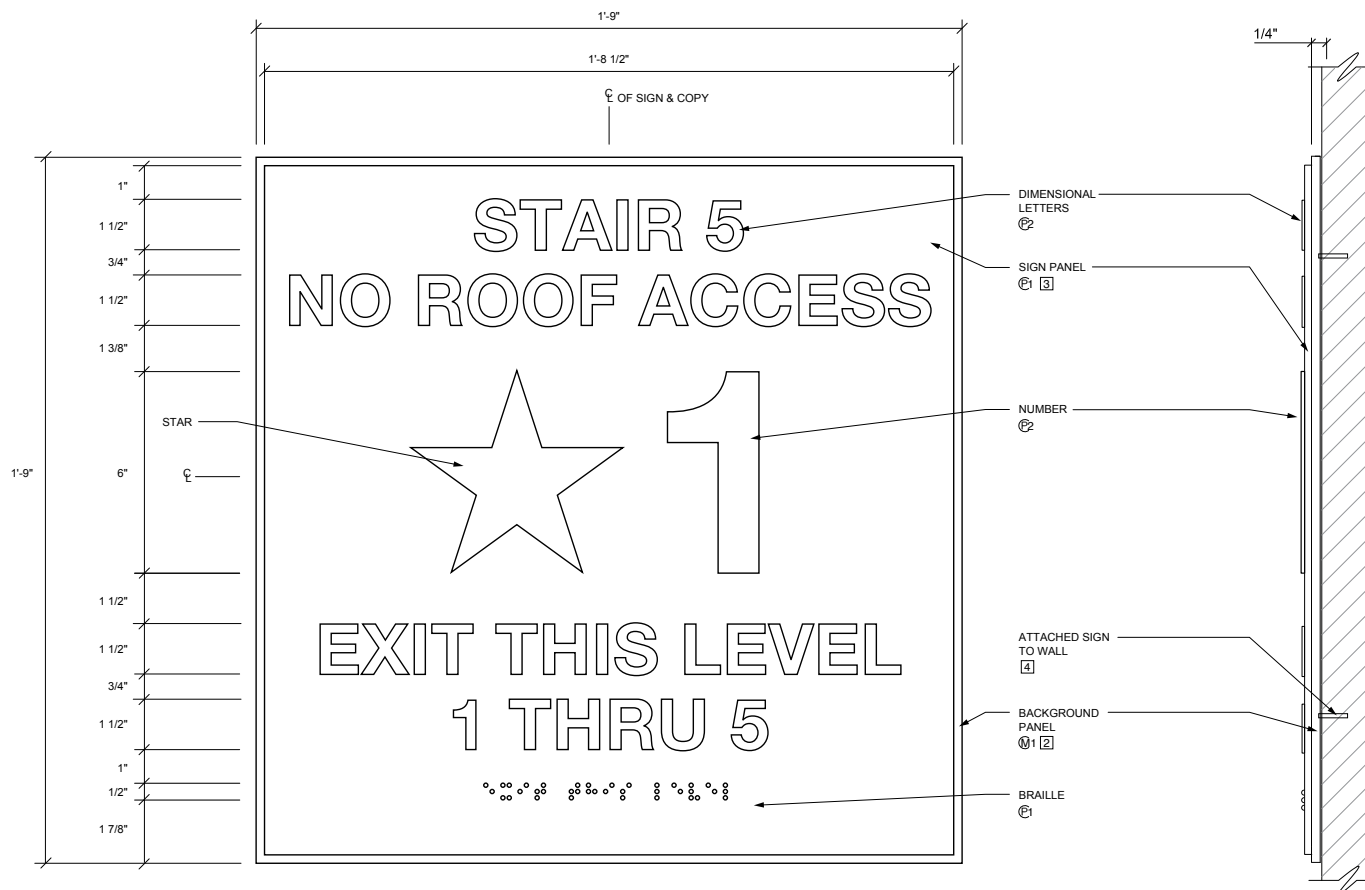 1'-9"
1'-8 1/2"
℄ OF SIGN & COPY
1/4"
1'-9"
1"
1 1/2"
3/4"
1 1/2"
1 3/8"
6"
℄
1 1/2"
1 1/2"
3/4"
1 1/2"
1"
1/2"
1 7/8"
STAR
STAIR 5
NO ROOF ACCESS
1
EXIT THIS LEVEL
1 THRU 5
DIMENSIONAL
LETTERS
P2
SIGN PANEL
P1 3
NUMBER
P2
ATTACHED SIGN
TO WALL
4
BACKGROUND
PANEL
M1 2
BRAILLE
P1